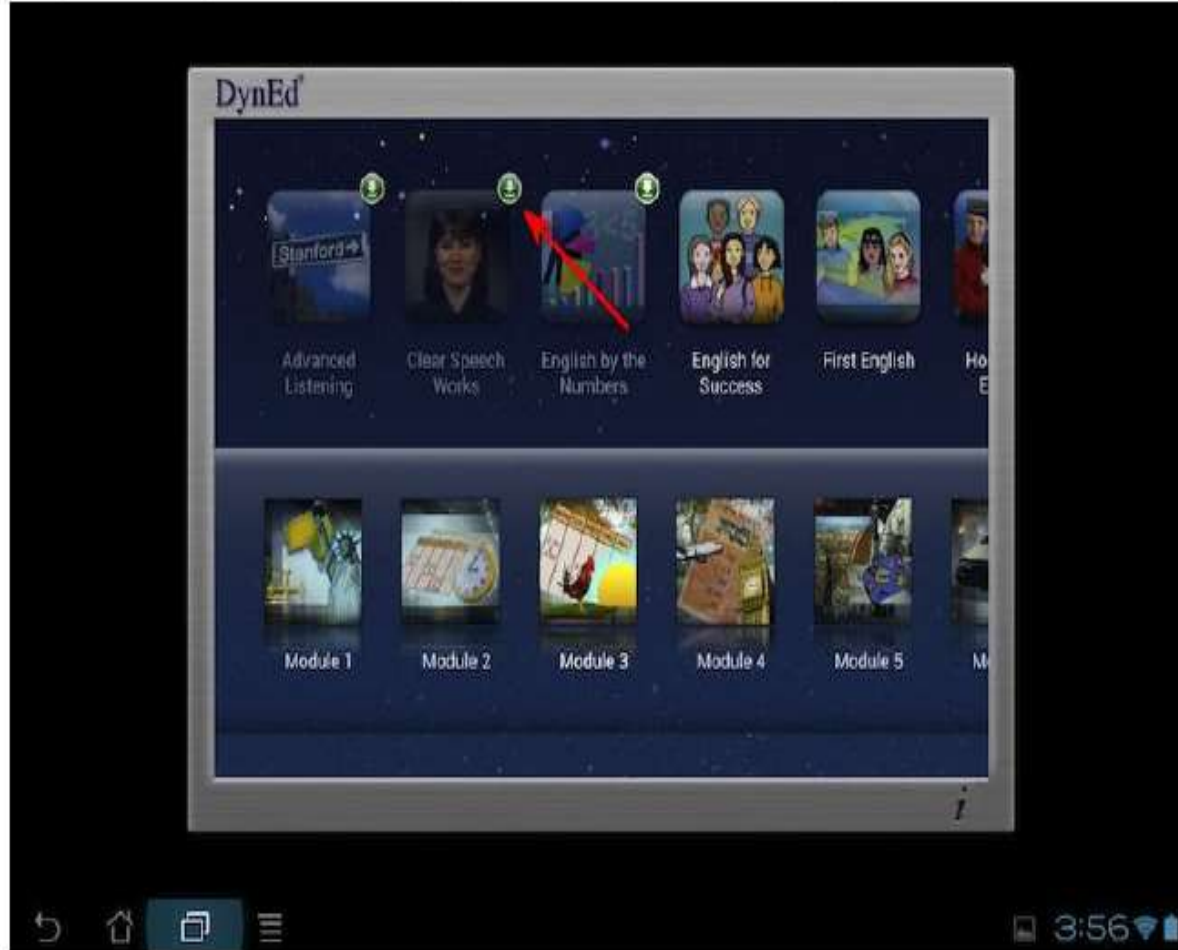 DynEd®
Stanford→
Advanced
Listening
Clear Speech
Works
English by the
Numbers
English for
Success
First English
Ho
E
Module 1
Module 2
Module 3
Module 4
Module 5
M
i
3:56